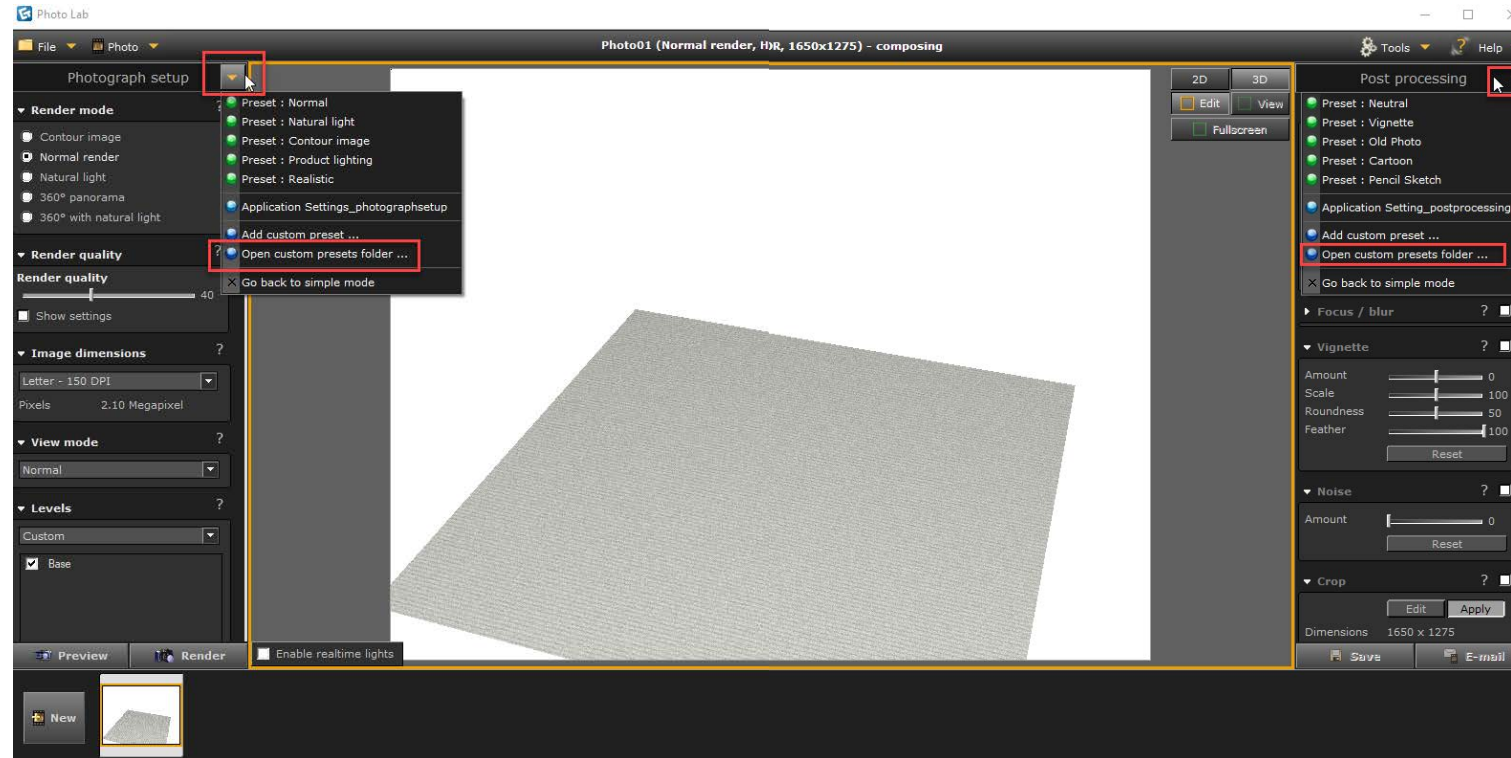 Photo Lab
File
Photo
Photo01 (Normal render, HDR, 1650x1275) - composing
Tools
? Help
Photograph setup
Render mode
Contour image
Normal render
Natural light
360° panorama
360° with natural light
Render quality ?
Render quality
40
Show settings
Image dimensions ?
Letter - 150 DPI
Pixels 2.10 Megapixel
View mode ?
Normal
Levels ?
Custom
Base
Preview
Render
Preset : Normal
Preset : Natural light
Preset : Contour image
Preset : Product lighting
Preset : Realistic
Application Settings_photographsetup
Add custom preset ...
Open custom presets folder ...
Go back to simple mode
2D 3D
Edit View
Fullscreen
Enable realtime lights
Post processing
Preset : Neutral
Preset : Vignette
Preset : Old Photo
Preset : Cartoon
Preset : Pencil Sketch
Application Setting_postprocessing
Add custom preset ...
Open custom presets folder ...
Go back to simple mode
Focus / blur ?
Vignette ?
Amount 0
Scale 100
Roundness 50
Feather 100
Reset
Noise ?
Amount 0
Reset
Crop ?
Edit Apply
Dimensions 1650 x 1275
Save
E-mail
New